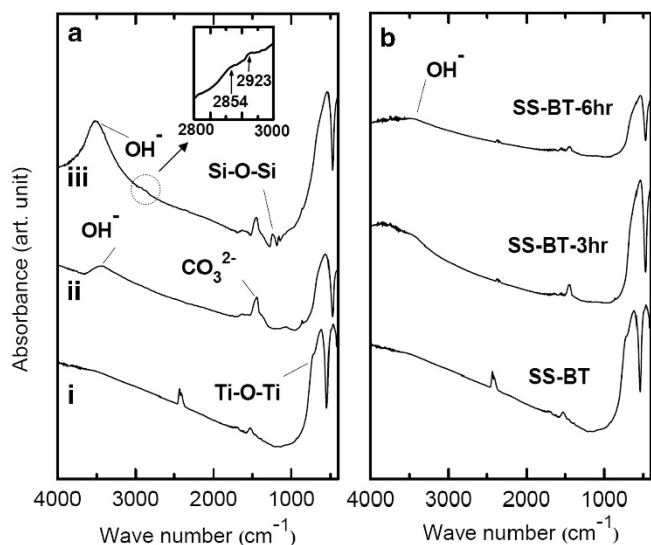 a
2923
2854
2800
3000
OH⁻
iii
Si-O-Si
OH⁻
CO₃²⁻
ii
Ti-O-Ti
i
4000 3000 2000 1000
Wave number (cm⁻¹)
Absorbance (art. unit)
b
OH⁻
SS-BT-6hr
SS-BT-3hr
SS-BT
4000 3000 2000 1000
Wave number (cm⁻¹)